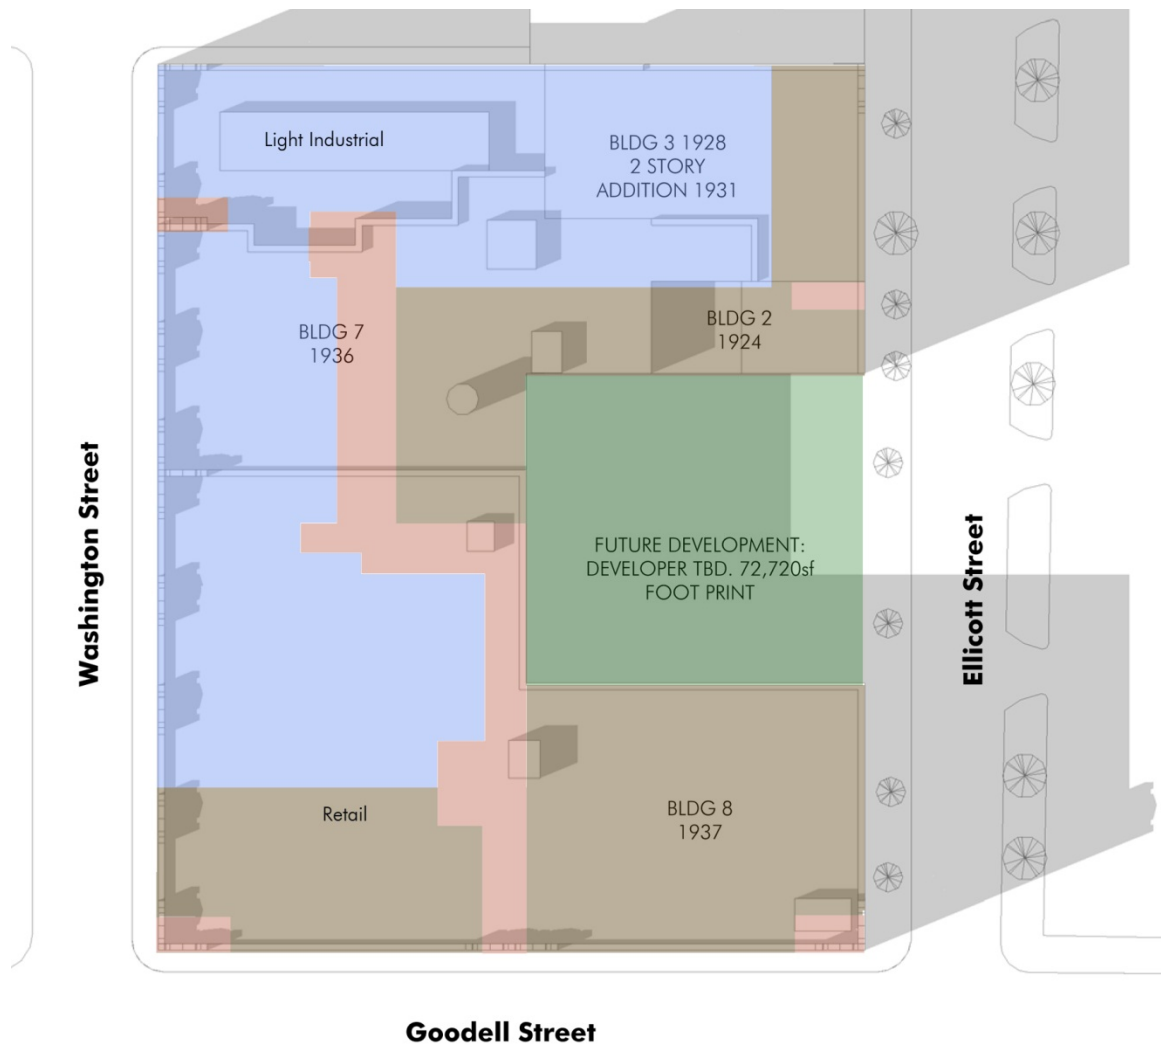 Light Industrial
BLDG 3 1928
2 STORY
ADDITION 1931
BLDG 7
1936
BLDG 2
1924
Washington Street
FUTURE DEVELOPMENT:
DEVELOPER TBD. 72,720sf
FOOT PRINT
Ellicott Street
Retail
BLDG 8
1937
Goodell Street